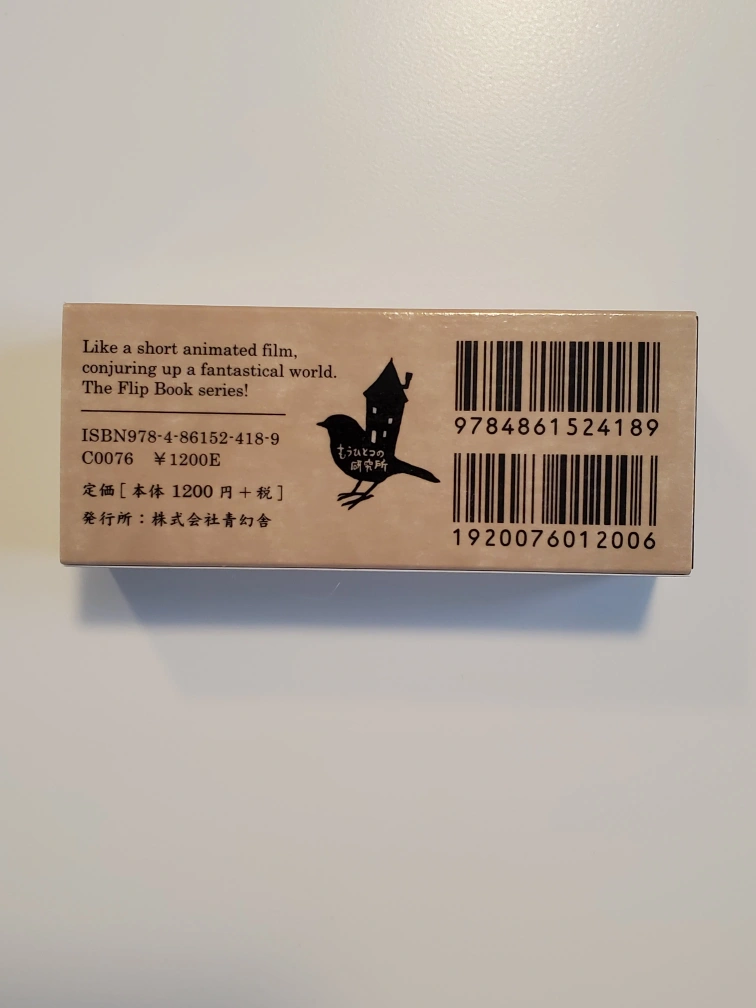 Like a short animated film,
conjuring up a fantastical world.
The Flip Book series!
ISBN978-4-86152-418-9
C0076 ¥1200E
定価[本体 1200 円+税]
発行所:株式会社青幻舎
もうひとつの
研究所
9784861524189
1920076012006